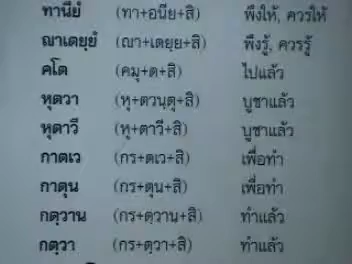 ทานียํ (ทา+อนีย+สิ) พึงให้, ควรให้
ญาเตยฺยํ (ญา+เตยฺย+สิ) พึงรู้, ควรรู้
คโต (คมุ+ต+สิ) ไปแล้ว
หุตวา (หุ+ตวนฺตุ+สิ) บูชาแล้ว
หุตาวี (หุ+ตาวี+สิ) บูชาแล้ว
กาตเว (กร+ตเว+สิ) เพื่อทำ
กาตุน (กร+ตุน+สิ) เพื่อทำ
กตฺวาน (กร+ตฺวาน+สิ) ทำแล้ว
กตฺวา (กร+ตฺวา+สิ) ทำแล้ว